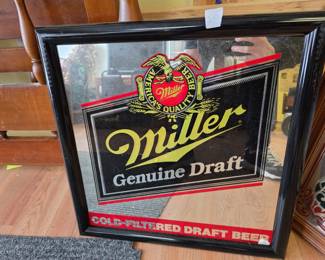 AMERICA'S QUALITY BEER
Miller
Miller
Genuine Draft
COLD-FILTERED DRAFT BEER